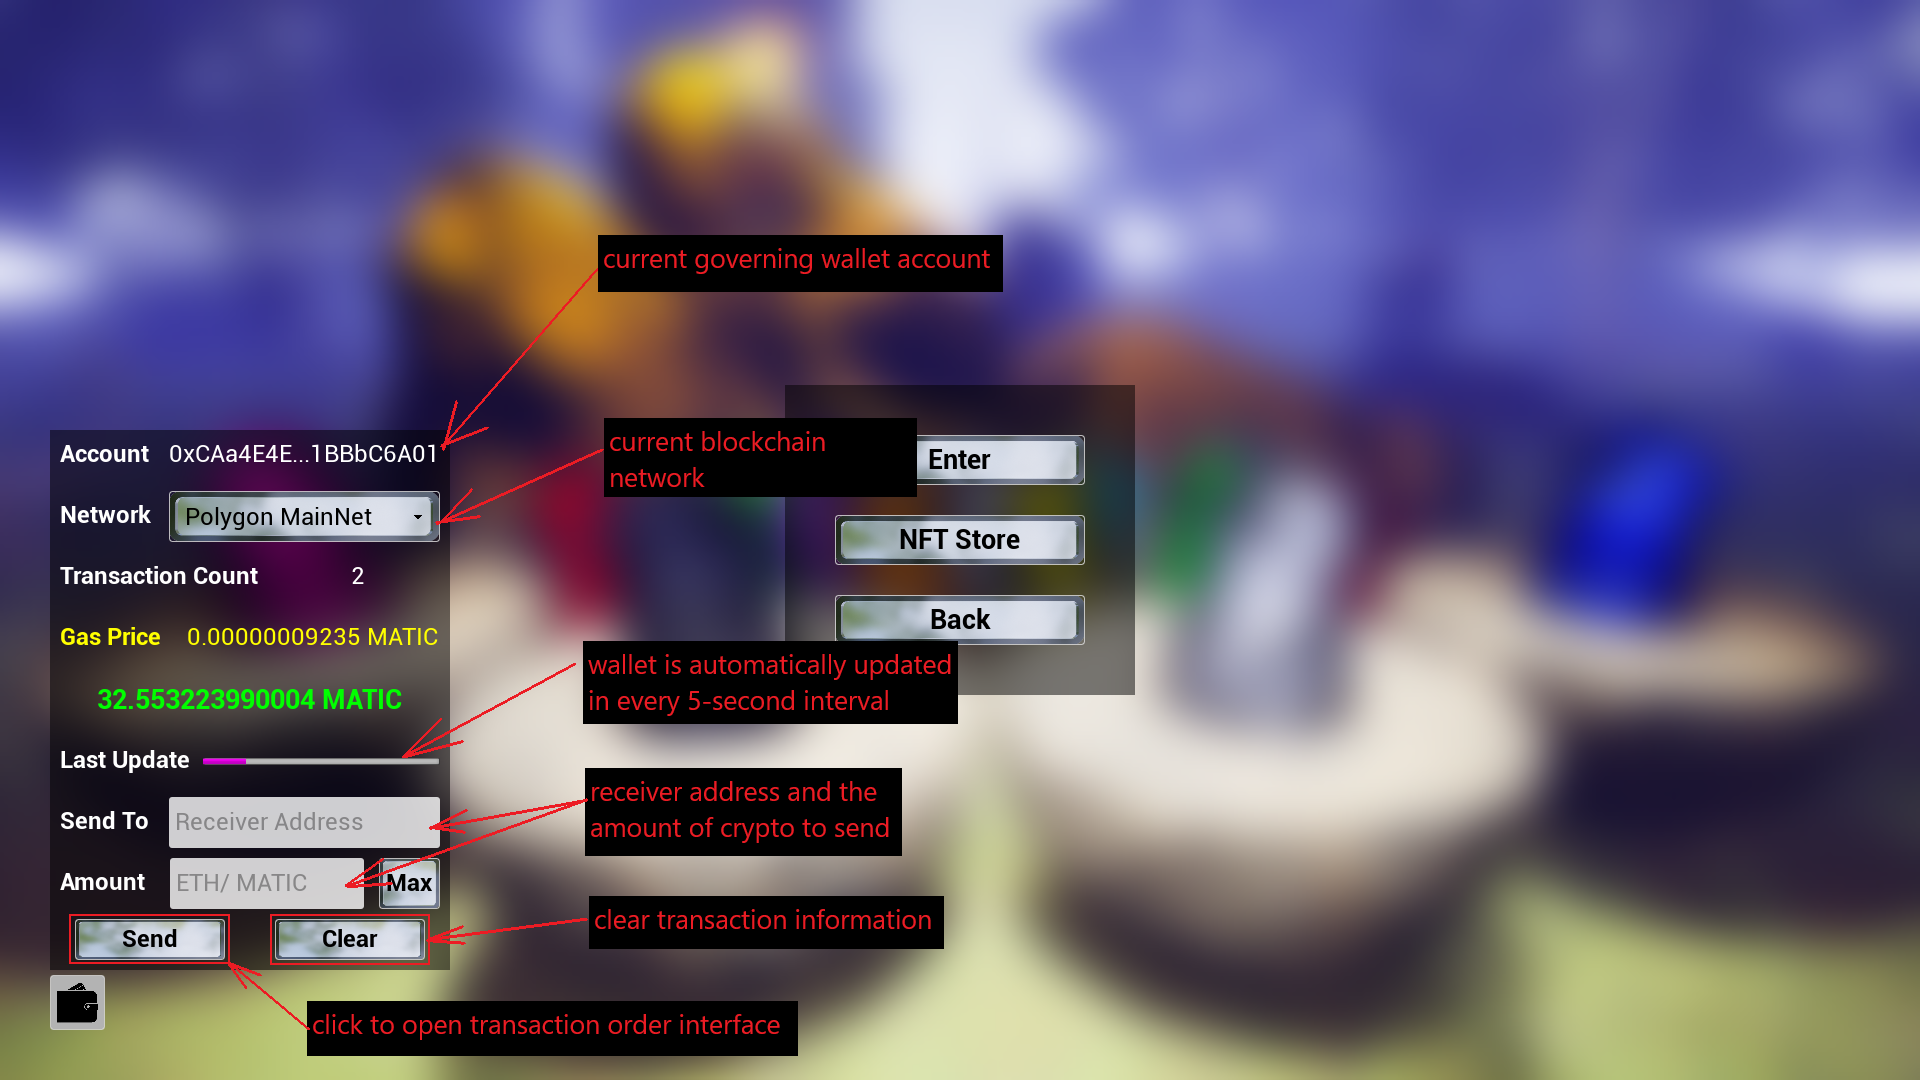 current governing wallet account
Account 0xCAa4E4E...1BBbC6A01
current blockchain
network
Enter
Network Polygon MainNet
NFT Store
Transaction Count 2
Back
Gas Price 0.00000009235 MATIC
wallet is automatically updated
in every 5-second interval
32.553223990004 MATIC
Last Update
receiver address and the
amount of crypto to send
Send To Receiver Address
Amount ETH/ MATIC Max
clear transaction information
Send Clear
click to open transaction order interface